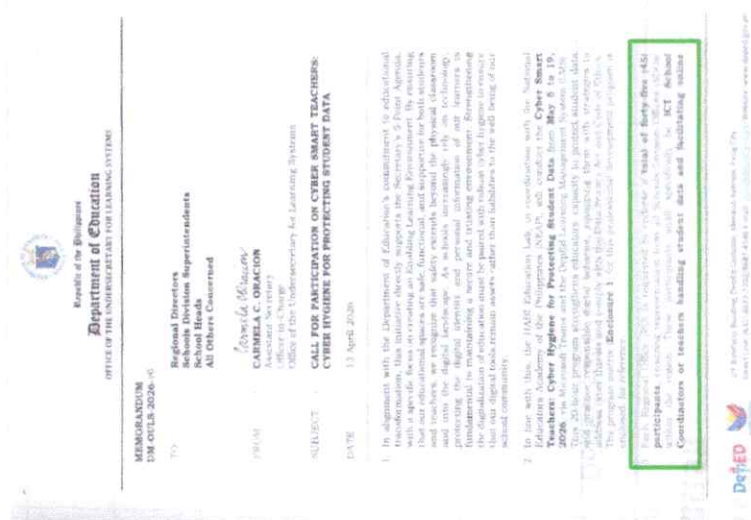 Republic of the Philippines
Department of Education
OFFICE OF THE UNDERSECRETARY FOR LEARNING SYSTEMS
MEMORANDUM
DM-OULS-2026-
TO :
Regional Directors
Schools Division Superintendents
School Heads
All Others Concerned
FROM :
CARMELA C. ORACION
Assistant Secretary
Officer-in-Charge
Office of the Undersecretary for Learning Systems
SUBJECT :
CALL FOR PARTICIPATION ON CYBER SMART TEACHERS:
CYBER HYGIENE FOR PROTECTING STUDENT DATA
DATE :
13 April 2026
1. In alignment with the Department of Education's commitment to educational
transformation, this initiative directly supports the Secretary's 5-Point Agenda,
with a specific focus on creating an Enabling Learning Environment. By ensuring
that our educational spaces are safe, functional, and supportive for both students
and teachers, we recognize that safety extends beyond the physical classroom
and into the digital landscape. As schools increasingly rely on technology,
protecting the digital identity and personal information of our learners is
fundamental to maintaining a secure and trusting environment. Strengthening
the digitalization of education must be paired with robust cyber hygiene to ensure
that our digital tools remain assets rather than liabilities to the well-being of our
school community.
2. In line with this, the Education Lab, in coordination with the National
Educators Academy of the Philippines (NEAP), will conduct the Cyber Smart
Teachers: Cyber Hygiene for Protecting Student Data from May 5 to 19,
2026 via Microsoft Teams and the DepEd Learning Management System (LMS).
educators' capacity to protect student data
strategies to
The program matrix (Enclosure 1) for this professional development program is
enclosed for reference.
total of forty-five (45)
participants
ICT School
Coordinators or teachers handling student data and facilitating online
DepED